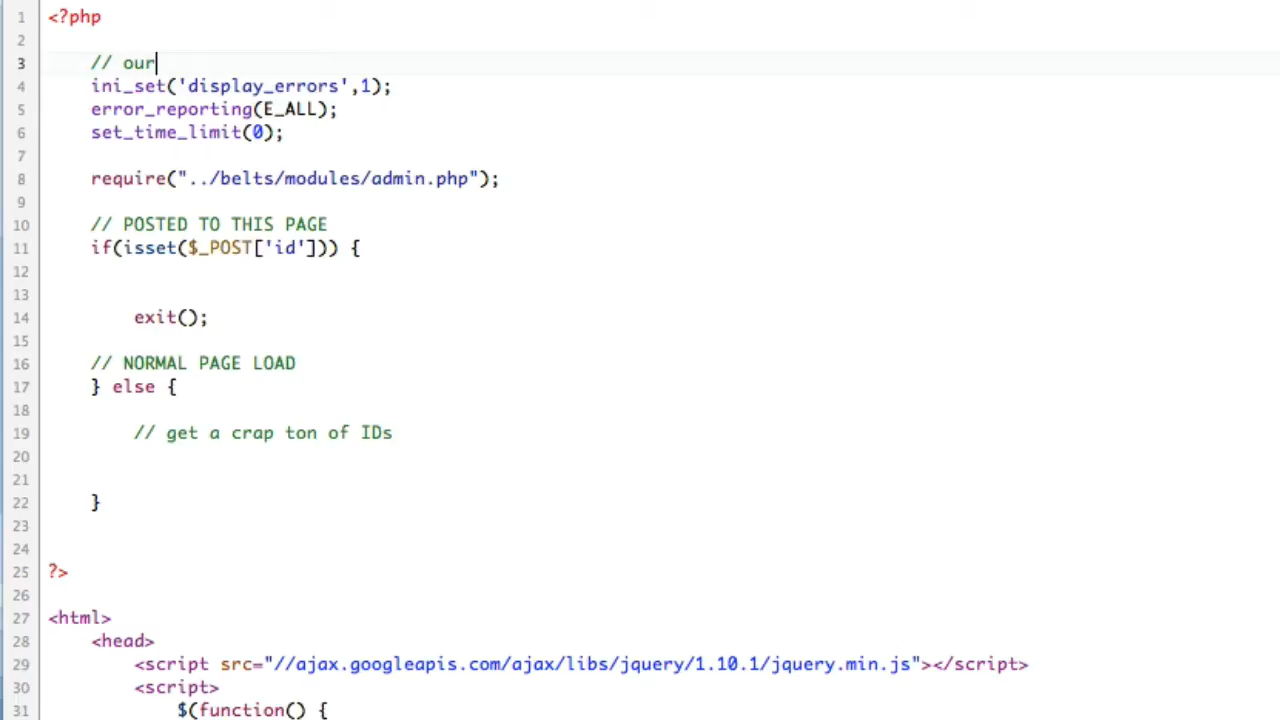 1 <?php
2
3 // our
4 ini_set('display_errors',1);
5 error_reporting(E_ALL);
6 set_time_limit(0);
7
8 require("../belts/modules/admin.php");
9
10 // POSTED TO THIS PAGE
11 if(isset($_POST['id'])) {
12
13
14 exit();
15
16 // NORMAL PAGE LOAD
17 } else {
18
19 // get a crap ton of IDs
20
21
22 }
23
24
25 ?>
26
27 <html>
28 <head>
29 <script src="//ajax.googleapis.com/ajax/libs/jquery/1.10.1/jquery.min.js"></script>
30 <script>
31 $(function() {